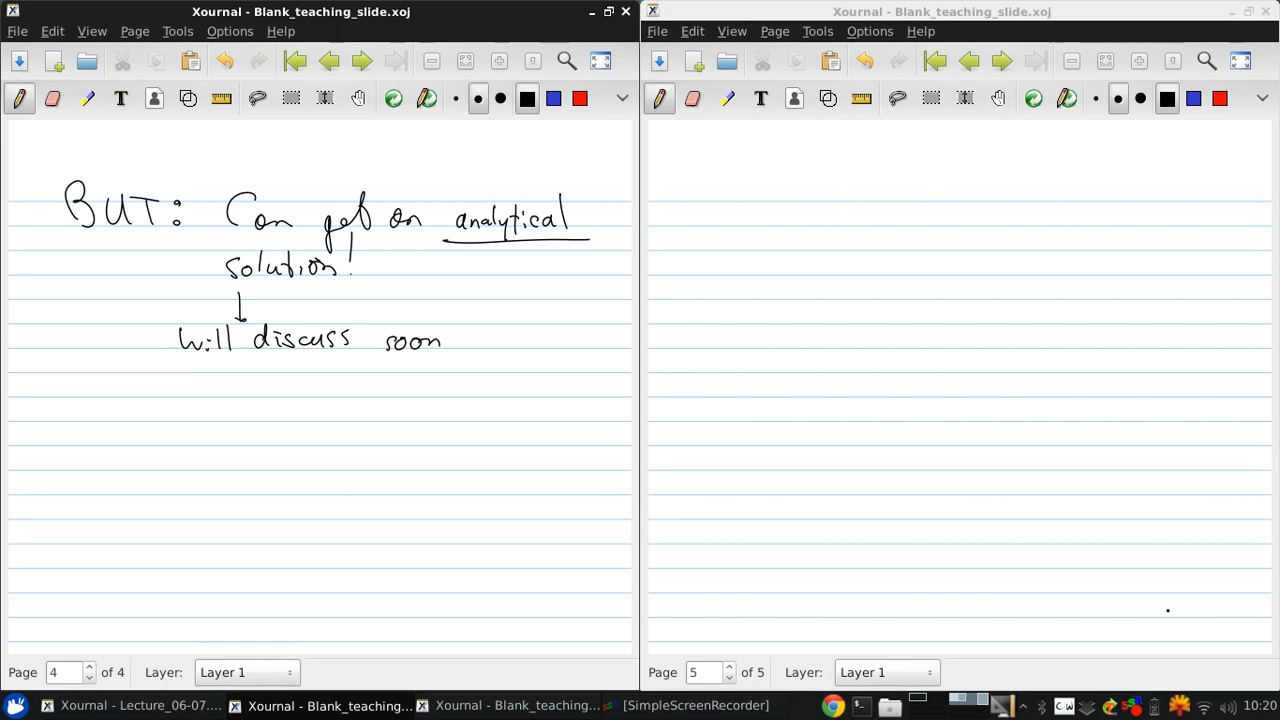 Xournal - Blank_teaching_slide.xoj
File Edit View Page Tools Options Help
BUT: Can get an analytical
solution!
will discuss soon
Page 4 of 4 Layer: Layer 1
Xournal - Blank_teaching_slide.xoj
File Edit View Page Tools Options Help
Page 5 of 5 Layer: Layer 1
Xournal - Lecture_06-07.... Xournal - Blank_teaching... Xournal - Blank_teaching... [SimpleScreenRecorder] CW 10:20